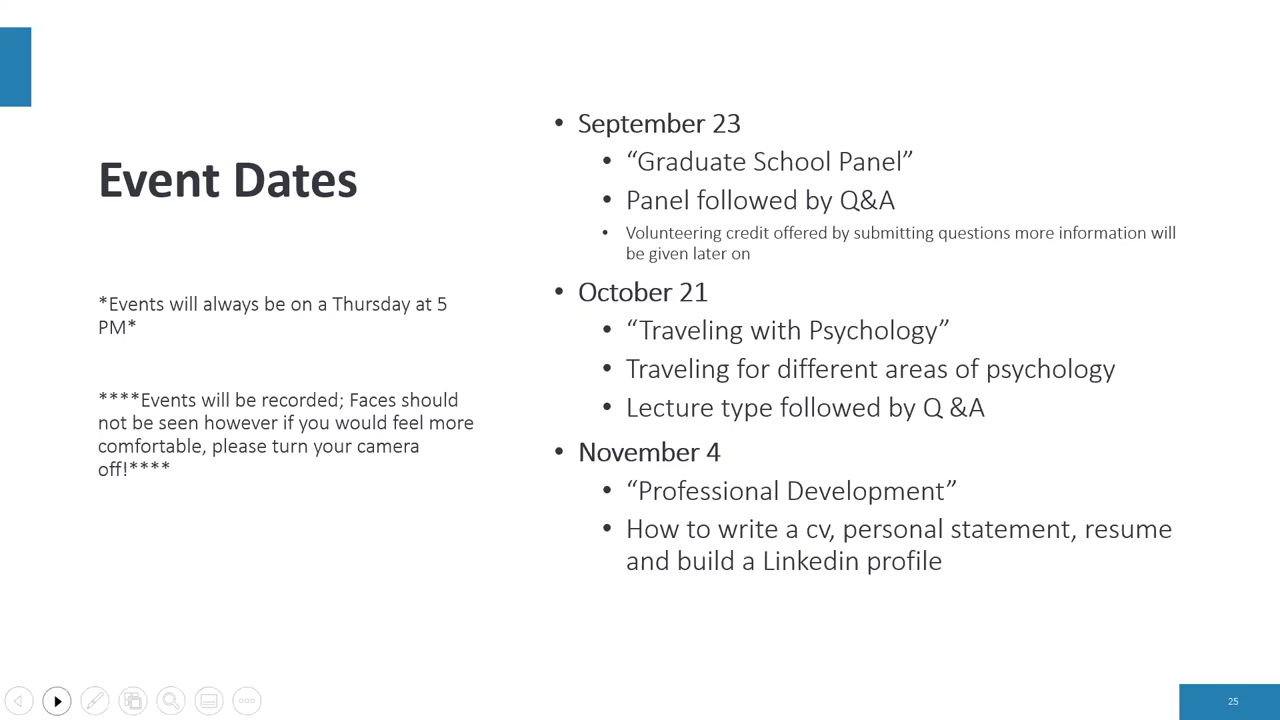 Event Dates
*Events will always be on a Thursday at 5
PM*
****Events will be recorded; Faces should
not be seen however if you would feel more
comfortable, please turn your camera
off!****
• September 23
• “Graduate School Panel”
• Panel followed by Q&A
• Volunteering credit offered by submitting questions more information will
be given later on
• October 21
• “Traveling with Psychology”
• Traveling for different areas of psychology
• Lecture type followed by Q &A
• November 4
• “Professional Development”
• How to write a cv, personal statement, resume
and build a Linkedin profile
25